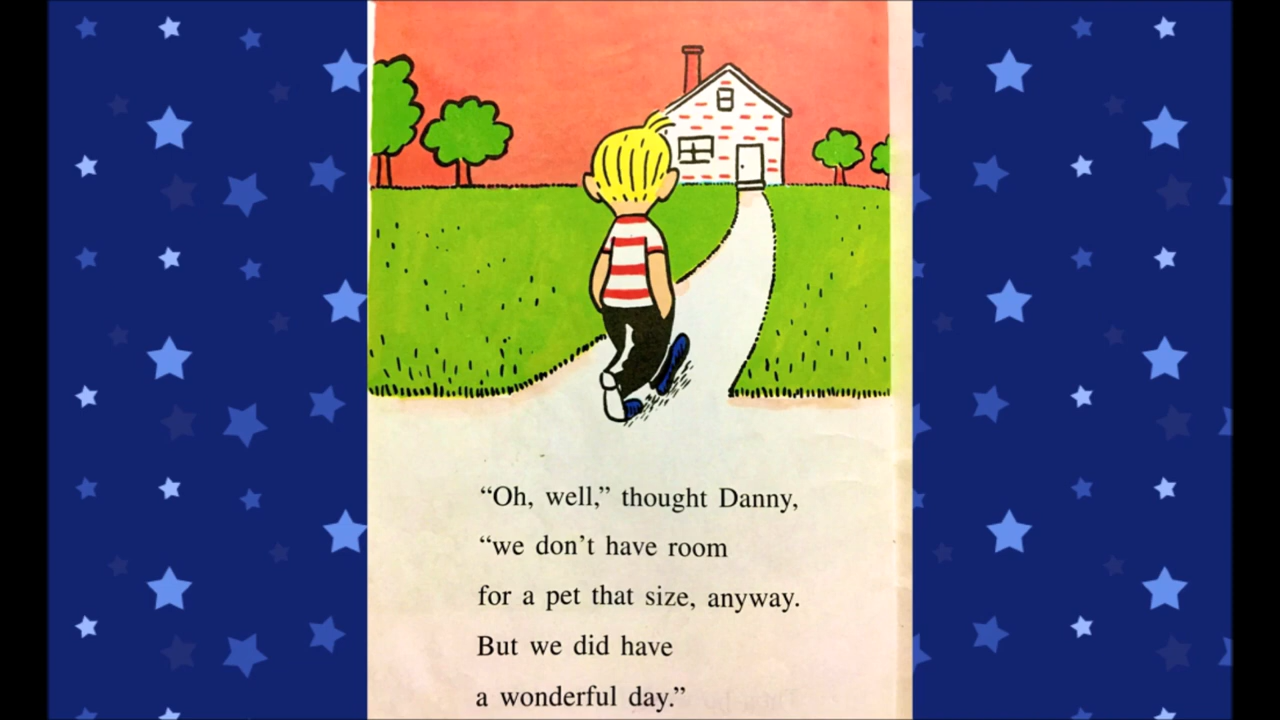 “Oh, well,” thought Danny,
“we don’t have room
for a pet that size, anyway.
But we did have
a wonderful day.”